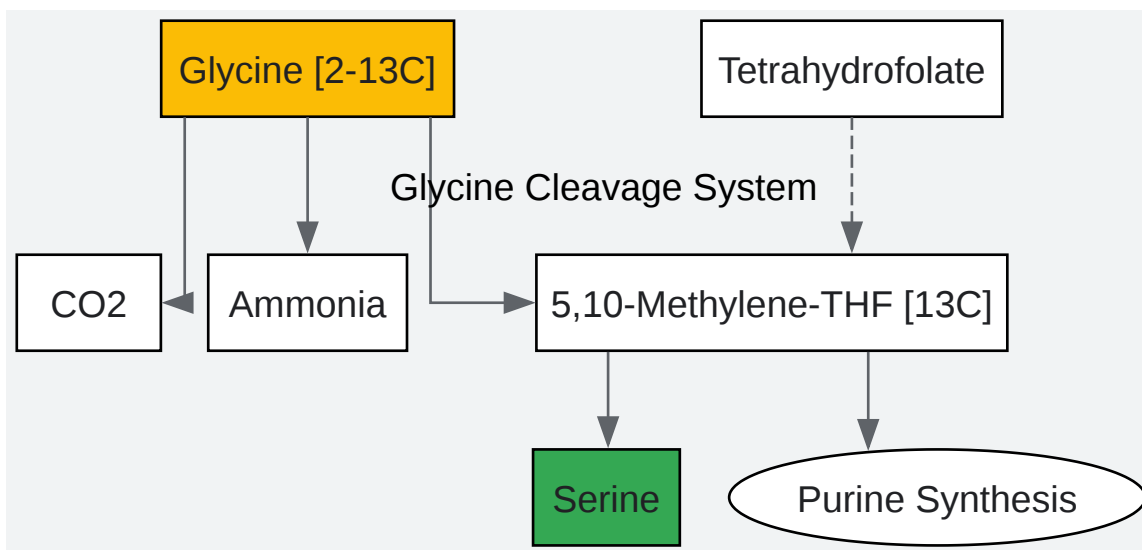 Glycine [2-13C]
Tetrahydrofolate
Glycine Cleavage System
CO2
Ammonia
5,10-Methylene-THF [13C]
Serine
Purine Synthesis